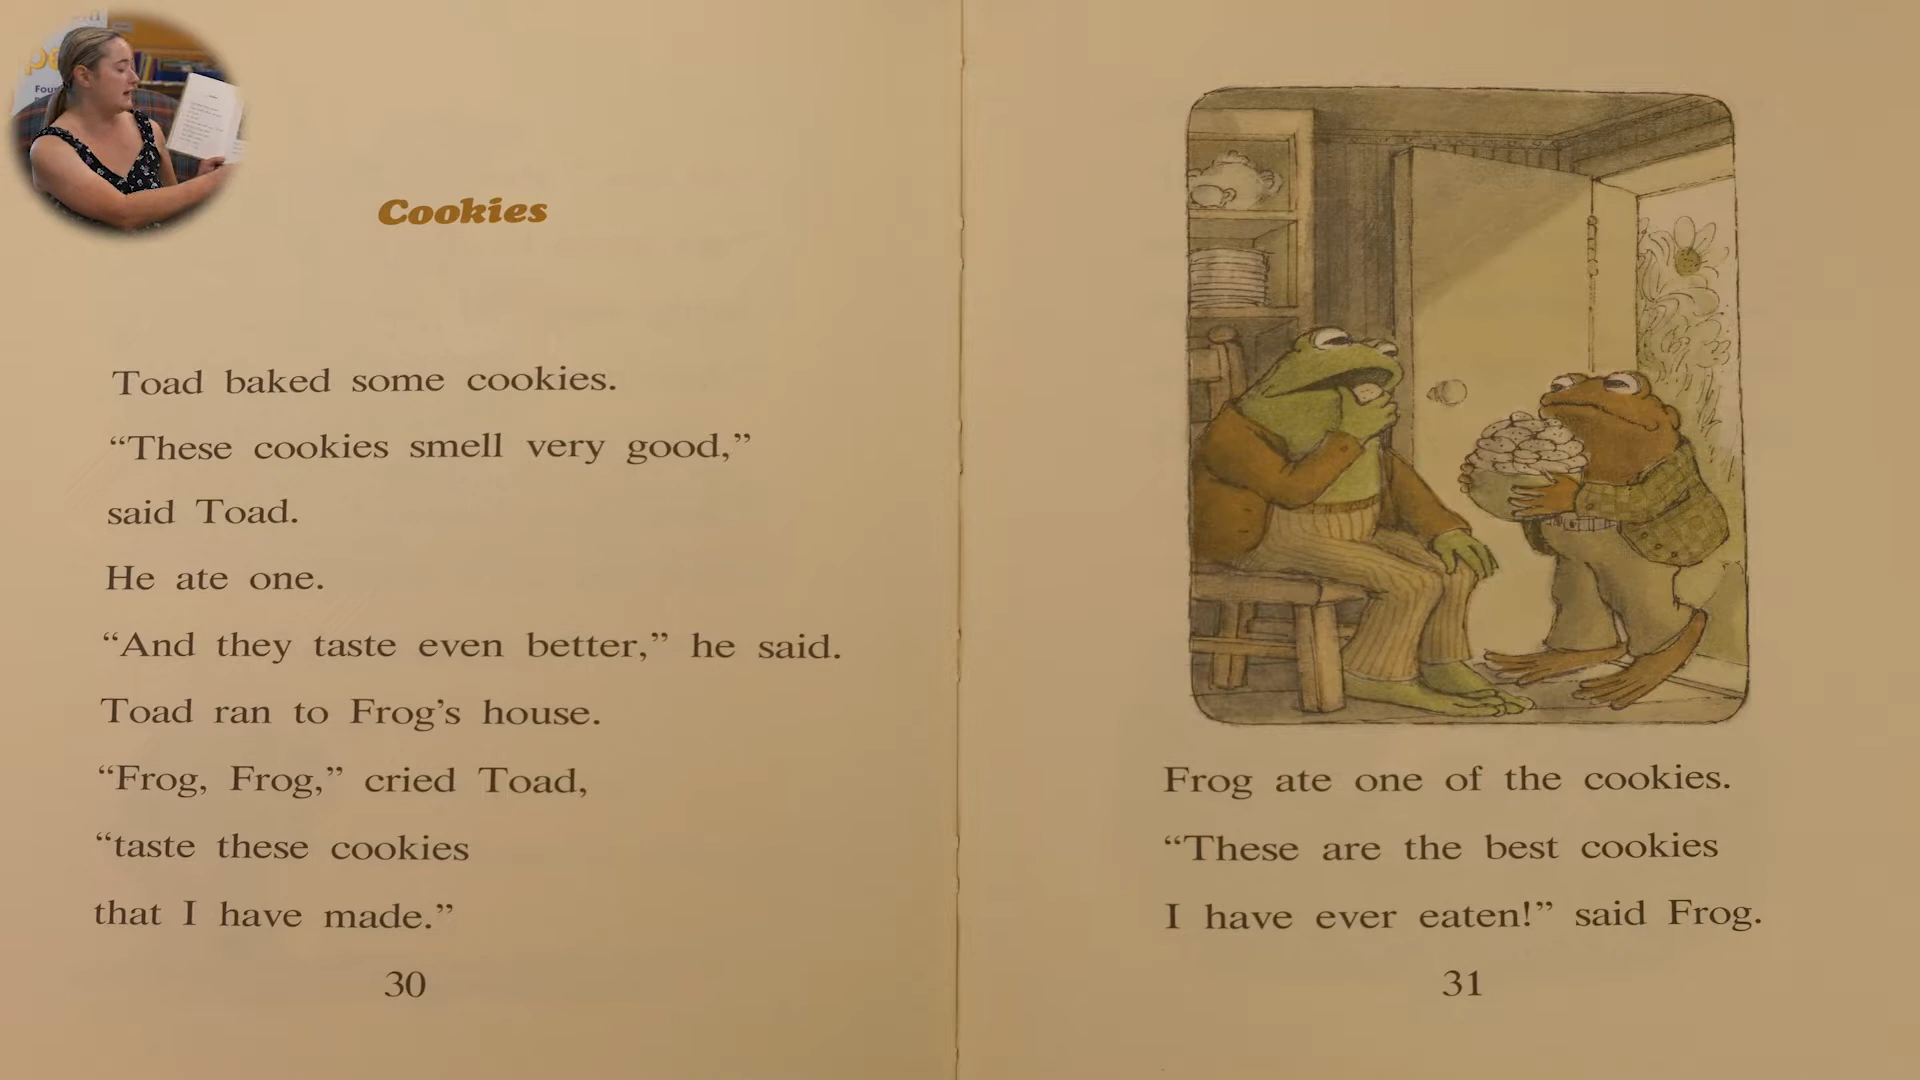 Cookies
Toad baked some cookies.
“These cookies smell very good,”
said Toad.
He ate one.
“And they taste even better,” he said.
Toad ran to Frog’s house.
“Frog, Frog,” cried Toad,
“taste these cookies
that I have made.”
30
Frog ate one of the cookies.
“These are the best cookies
I have ever eaten!” said Frog.
31